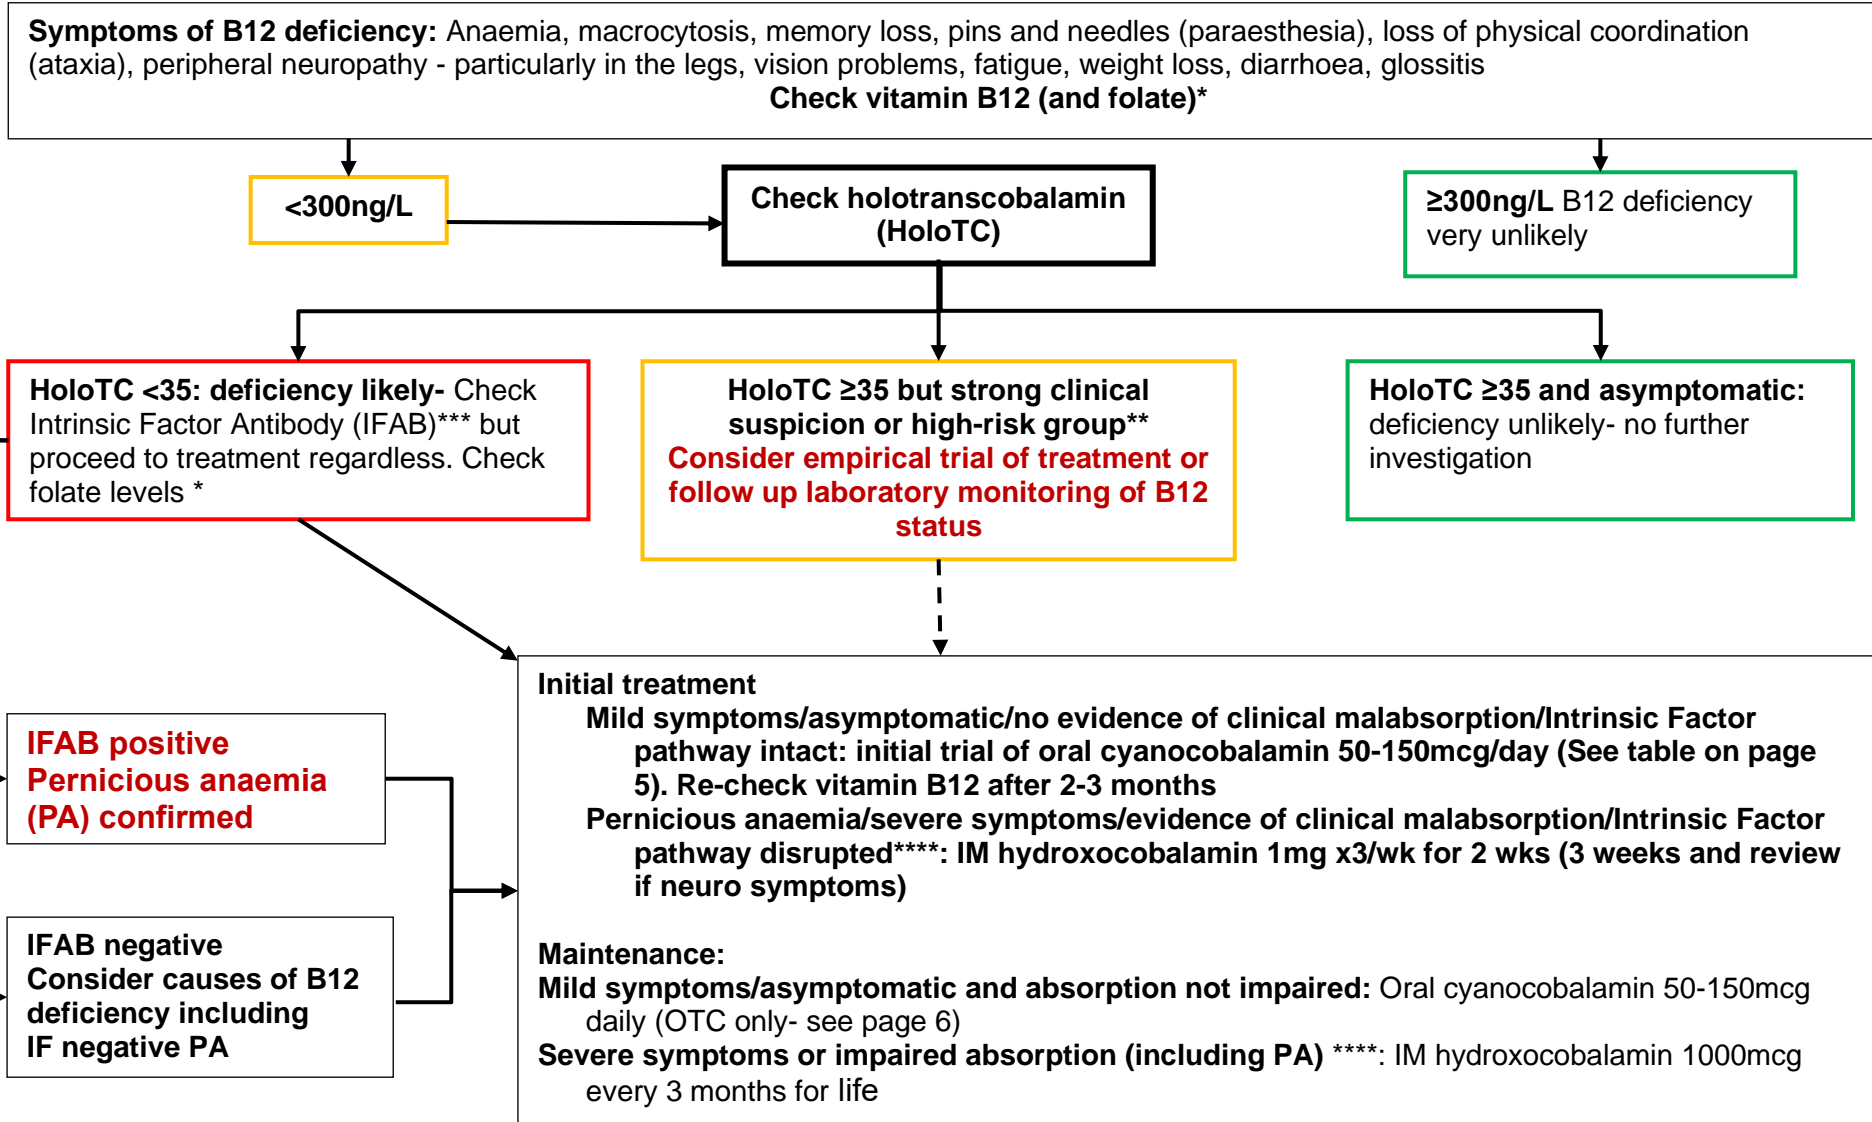 Symptoms of B12 deficiency: Anaemia, macrocytosis, memory loss, pins and needles (paraesthesia), loss of physical coordination
(ataxia), peripheral neuropathy - particularly in the legs, vision problems, fatigue, weight loss, diarrhoea, glossitis
Check vitamin B12 (and folate)*
<300ng/L
Check holotranscobalamin
(HoloTC)
≥300ng/L B12 deficiency
very unlikely
HoloTC <35: deficiency likely- Check
Intrinsic Factor Antibody (IFAB)*** but
proceed to treatment regardless. Check
folate levels *
HoloTC ≥35 but strong clinical
suspicion or high-risk group**
Consider empirical trial of treatment or
follow up laboratory monitoring of B12
status
HoloTC ≥35 and asymptomatic:
deficiency unlikely- no further
investigation
IFAB positive
Pernicious anaemia
(PA) confirmed
IFAB negative
Consider causes of B12
deficiency including
IF negative PA
Initial treatment
Mild symptoms/asymptomatic/no evidence of clinical malabsorption/Intrinsic Factor
pathway intact: initial trial of oral cyanocobalamin 50-150mcg/day (See table on page
5). Re-check vitamin B12 after 2-3 months
Pernicious anaemia/severe symptoms/evidence of clinical malabsorption/Intrinsic Factor
pathway disrupted****: IM hydroxocobalamin 1mg x3/wk for 2 wks (3 weeks and review
if neuro symptoms)
Maintenance:
Mild symptoms/asymptomatic and absorption not impaired: Oral cyanocobalamin 50-150mcg
daily (OTC only- see page 6)
Severe symptoms or impaired absorption (including PA) ****: IM hydroxocobalamin 1000mcg
every 3 months for life